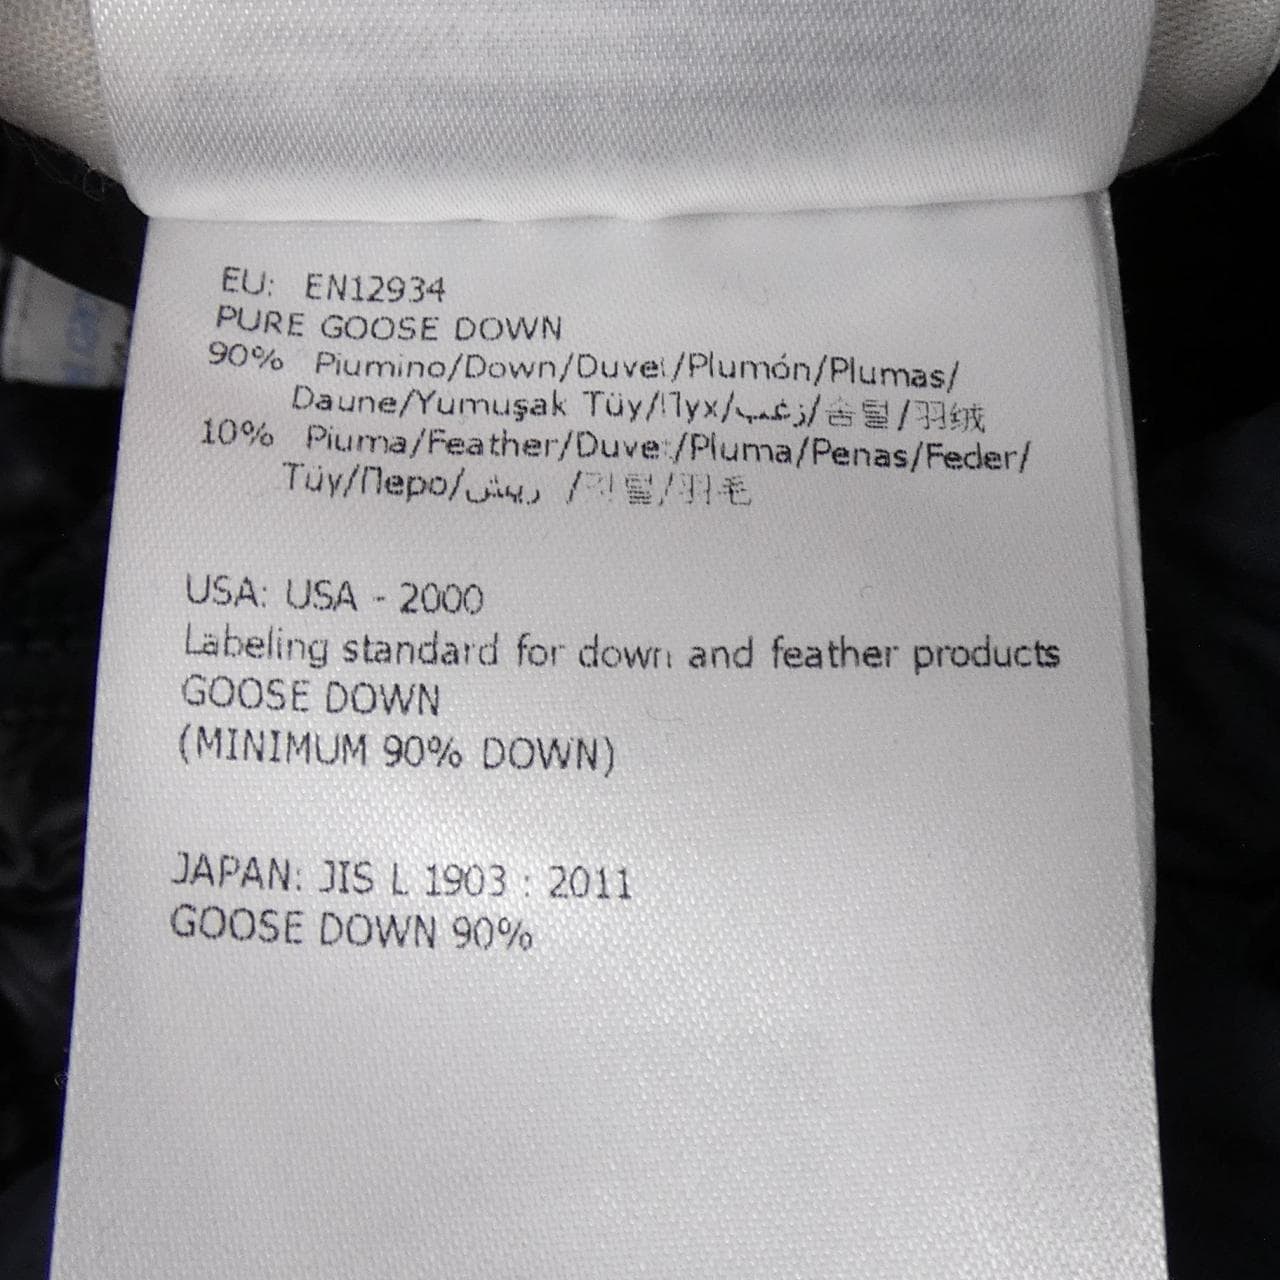 EU: EN12934
PURE GOOSE DOWN
90% Piumino/Down/Duvet/Plumón/Plumas/
Daune/Yumuşak Tüy/Пух/زغب/솜털/羽绒
10% Piuma/Feather/Duvet/Pluma/Penas/Feder/
Tüy/Перо/ريش /깃털/羽毛
USA: USA - 2000
Labeling standard for down and feather products
GOOSE DOWN
(MINIMUM 90% DOWN)
JAPAN: JIS L 1903 : 2011
GOOSE DOWN 90%